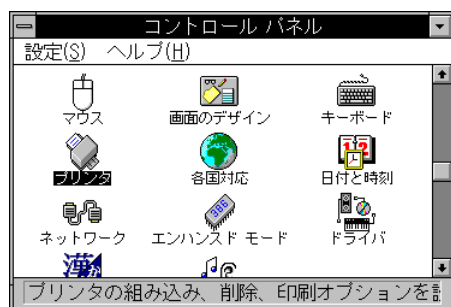 コントロール パネル
設定(S) ヘルプ(H)
マウス 画面のデザイン キーボード
プリンタ 各国対応 日付と時刻
ネットワーク エンハンスド モード ドライバ
プリンタの組み込み、削除、印刷オプションを